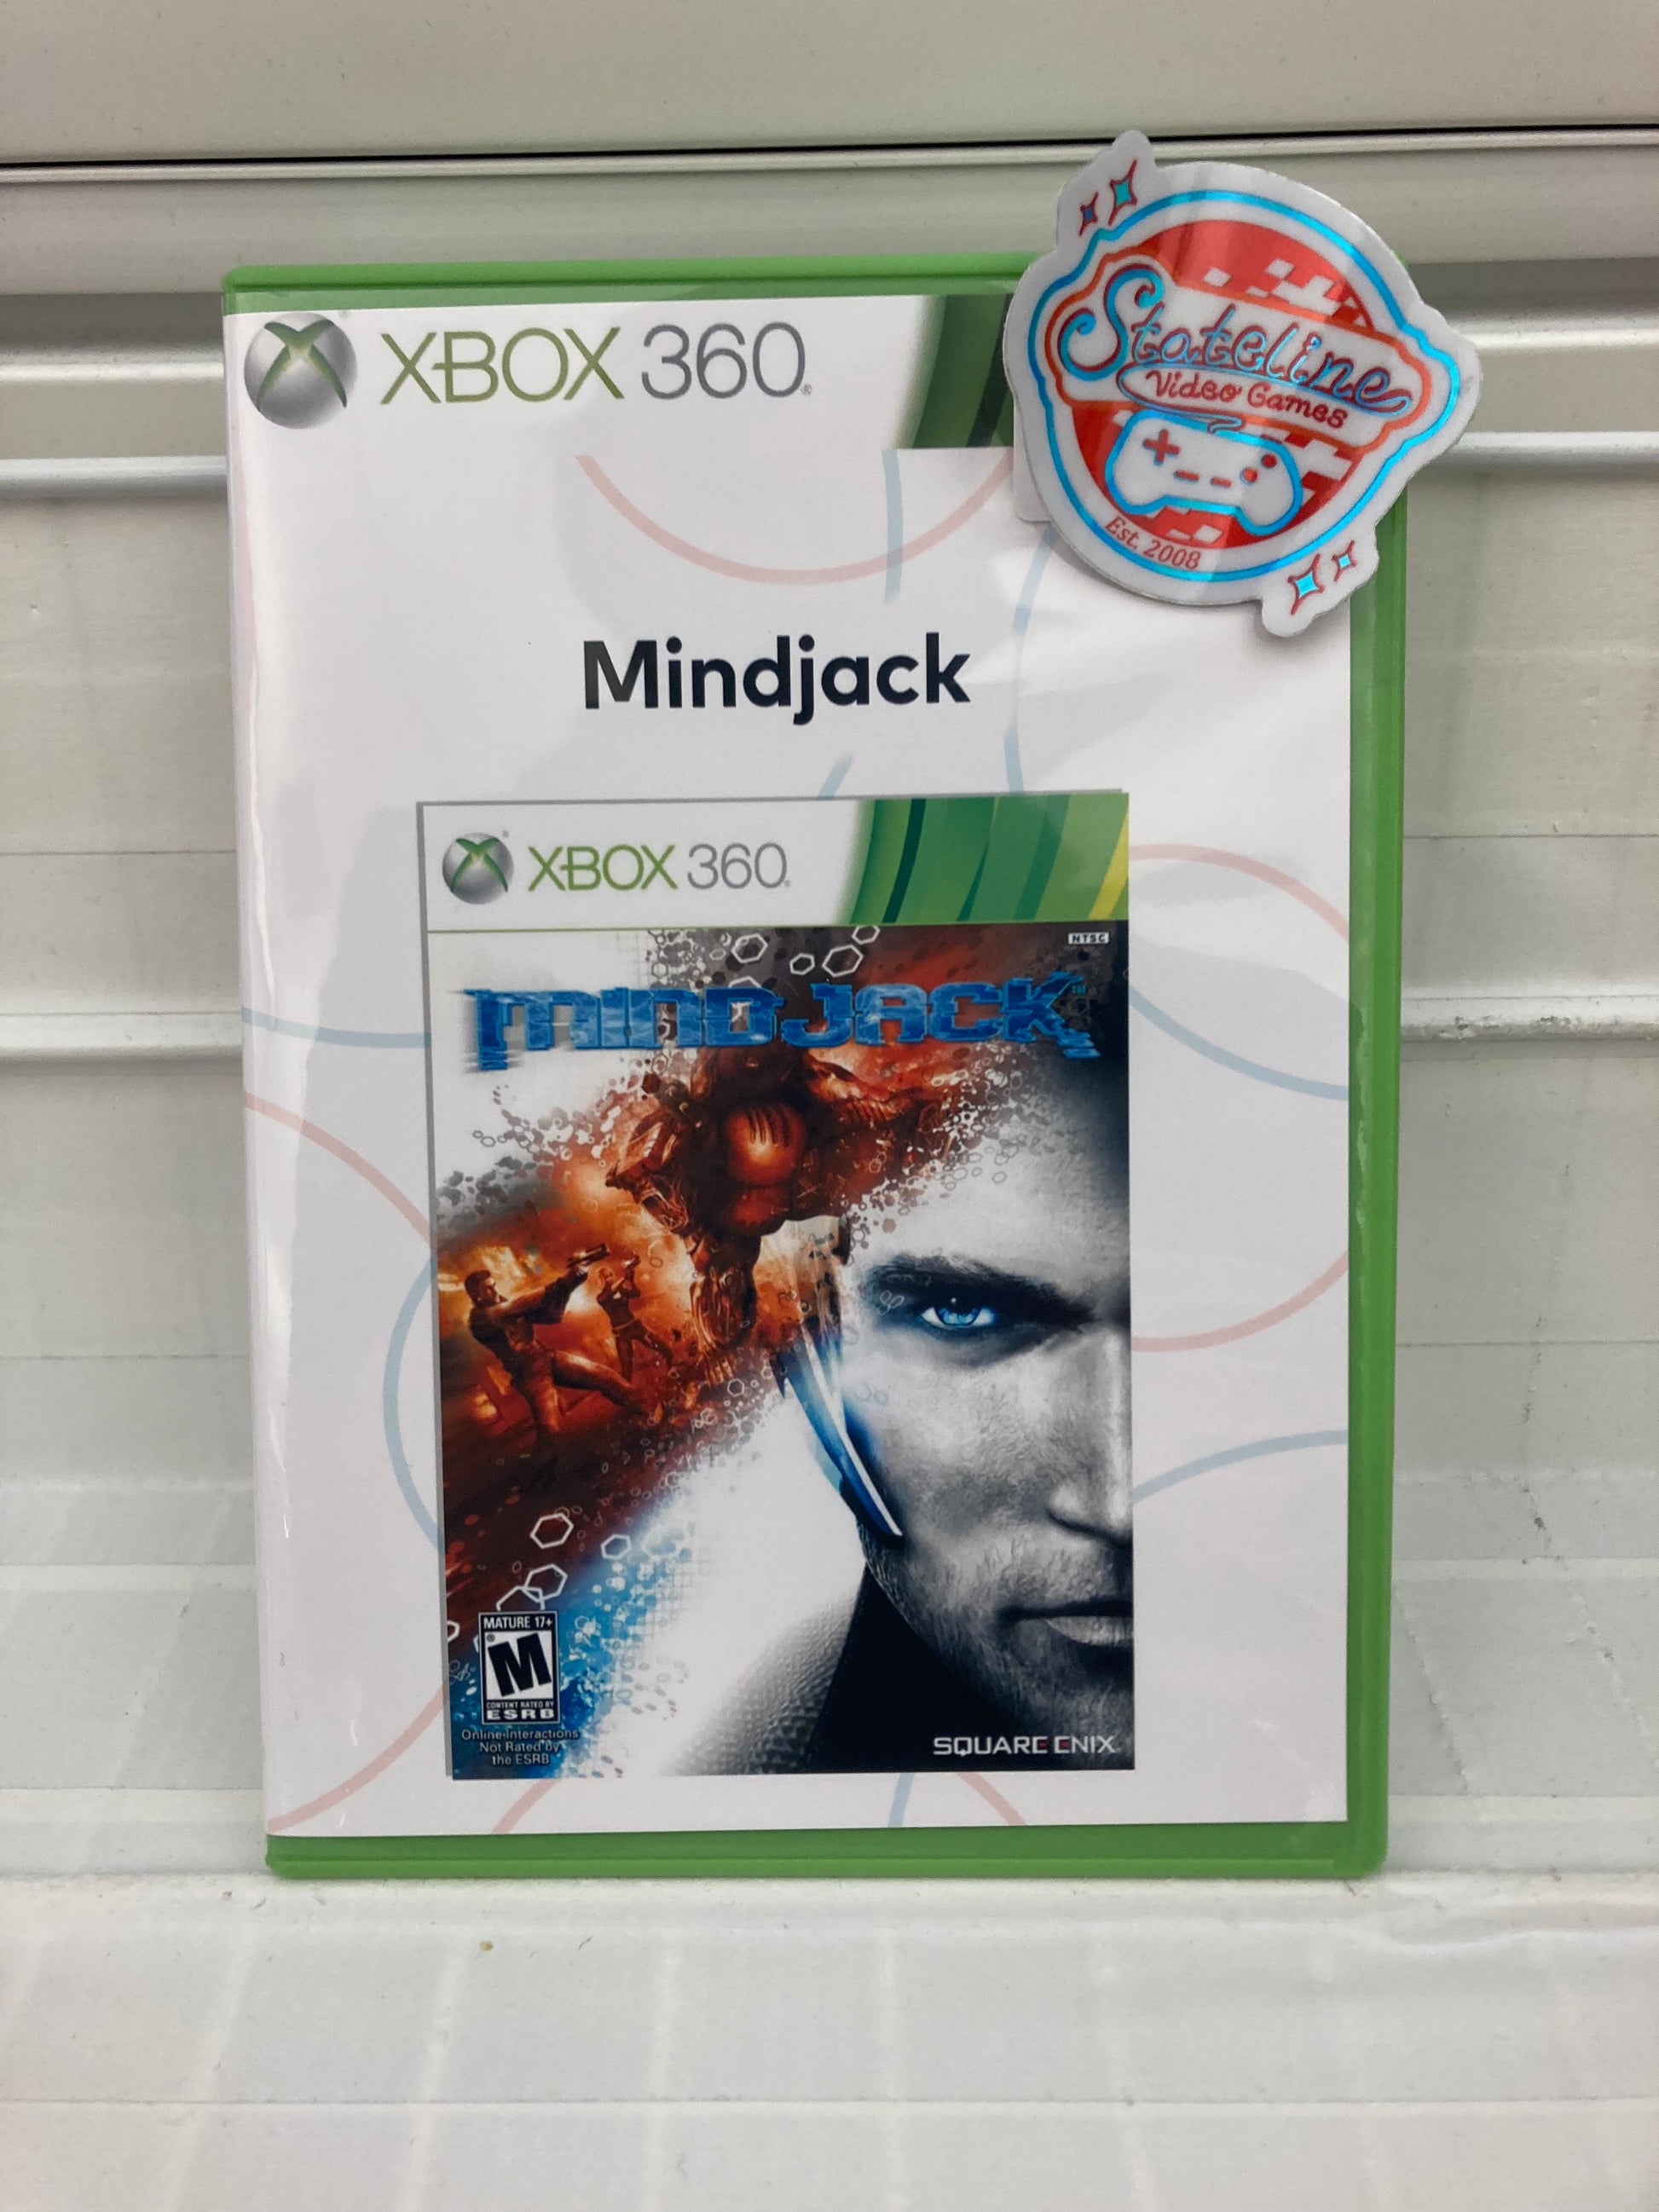 XBOX 360®
Stateline
Video Games
Est. 2008
Mindjack
XBOX 360®
NTSC
MINDJACK™
MATURE 17+
M®
CONTENT RATED BY
ESRB
Online Interactions
Not Rated by
the ESRB
SQUARE ENIX